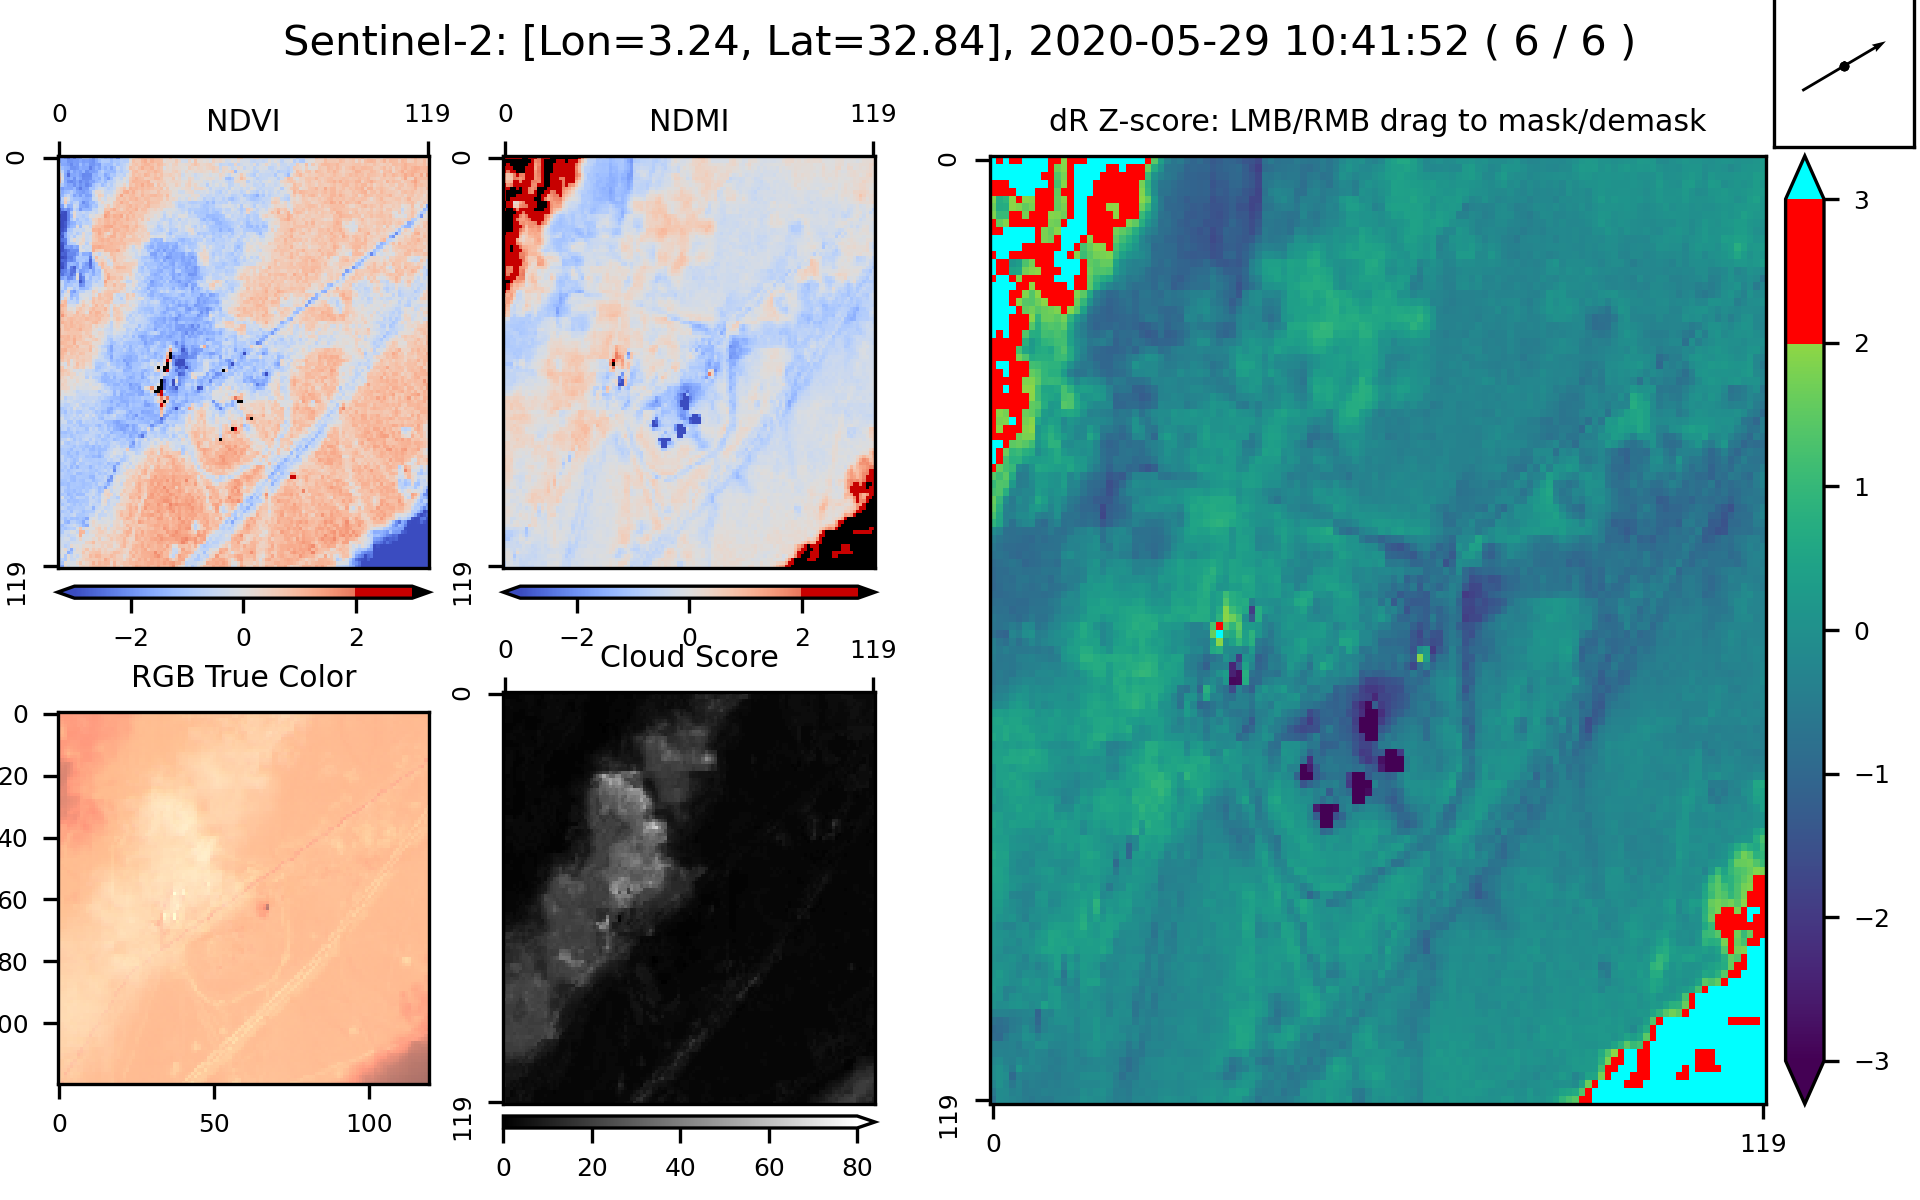 Sentinel-2: [Lon=3.24, Lat=32.84], 2020-05-29 10:41:52 ( 6 / 6 )
0 NDVI 119
0
119
−2 0 2
0 NDMI 119
0
119
−2 0 2
dR Z-score: LMB/RMB drag to mask/demask
0
119
0 119
3
2
1
0
−1
−2
−3
RGB True Color
0
20
40
60
80
00
0 50 100
0 Cloud Score 119
0
119
0 20 40 60 80